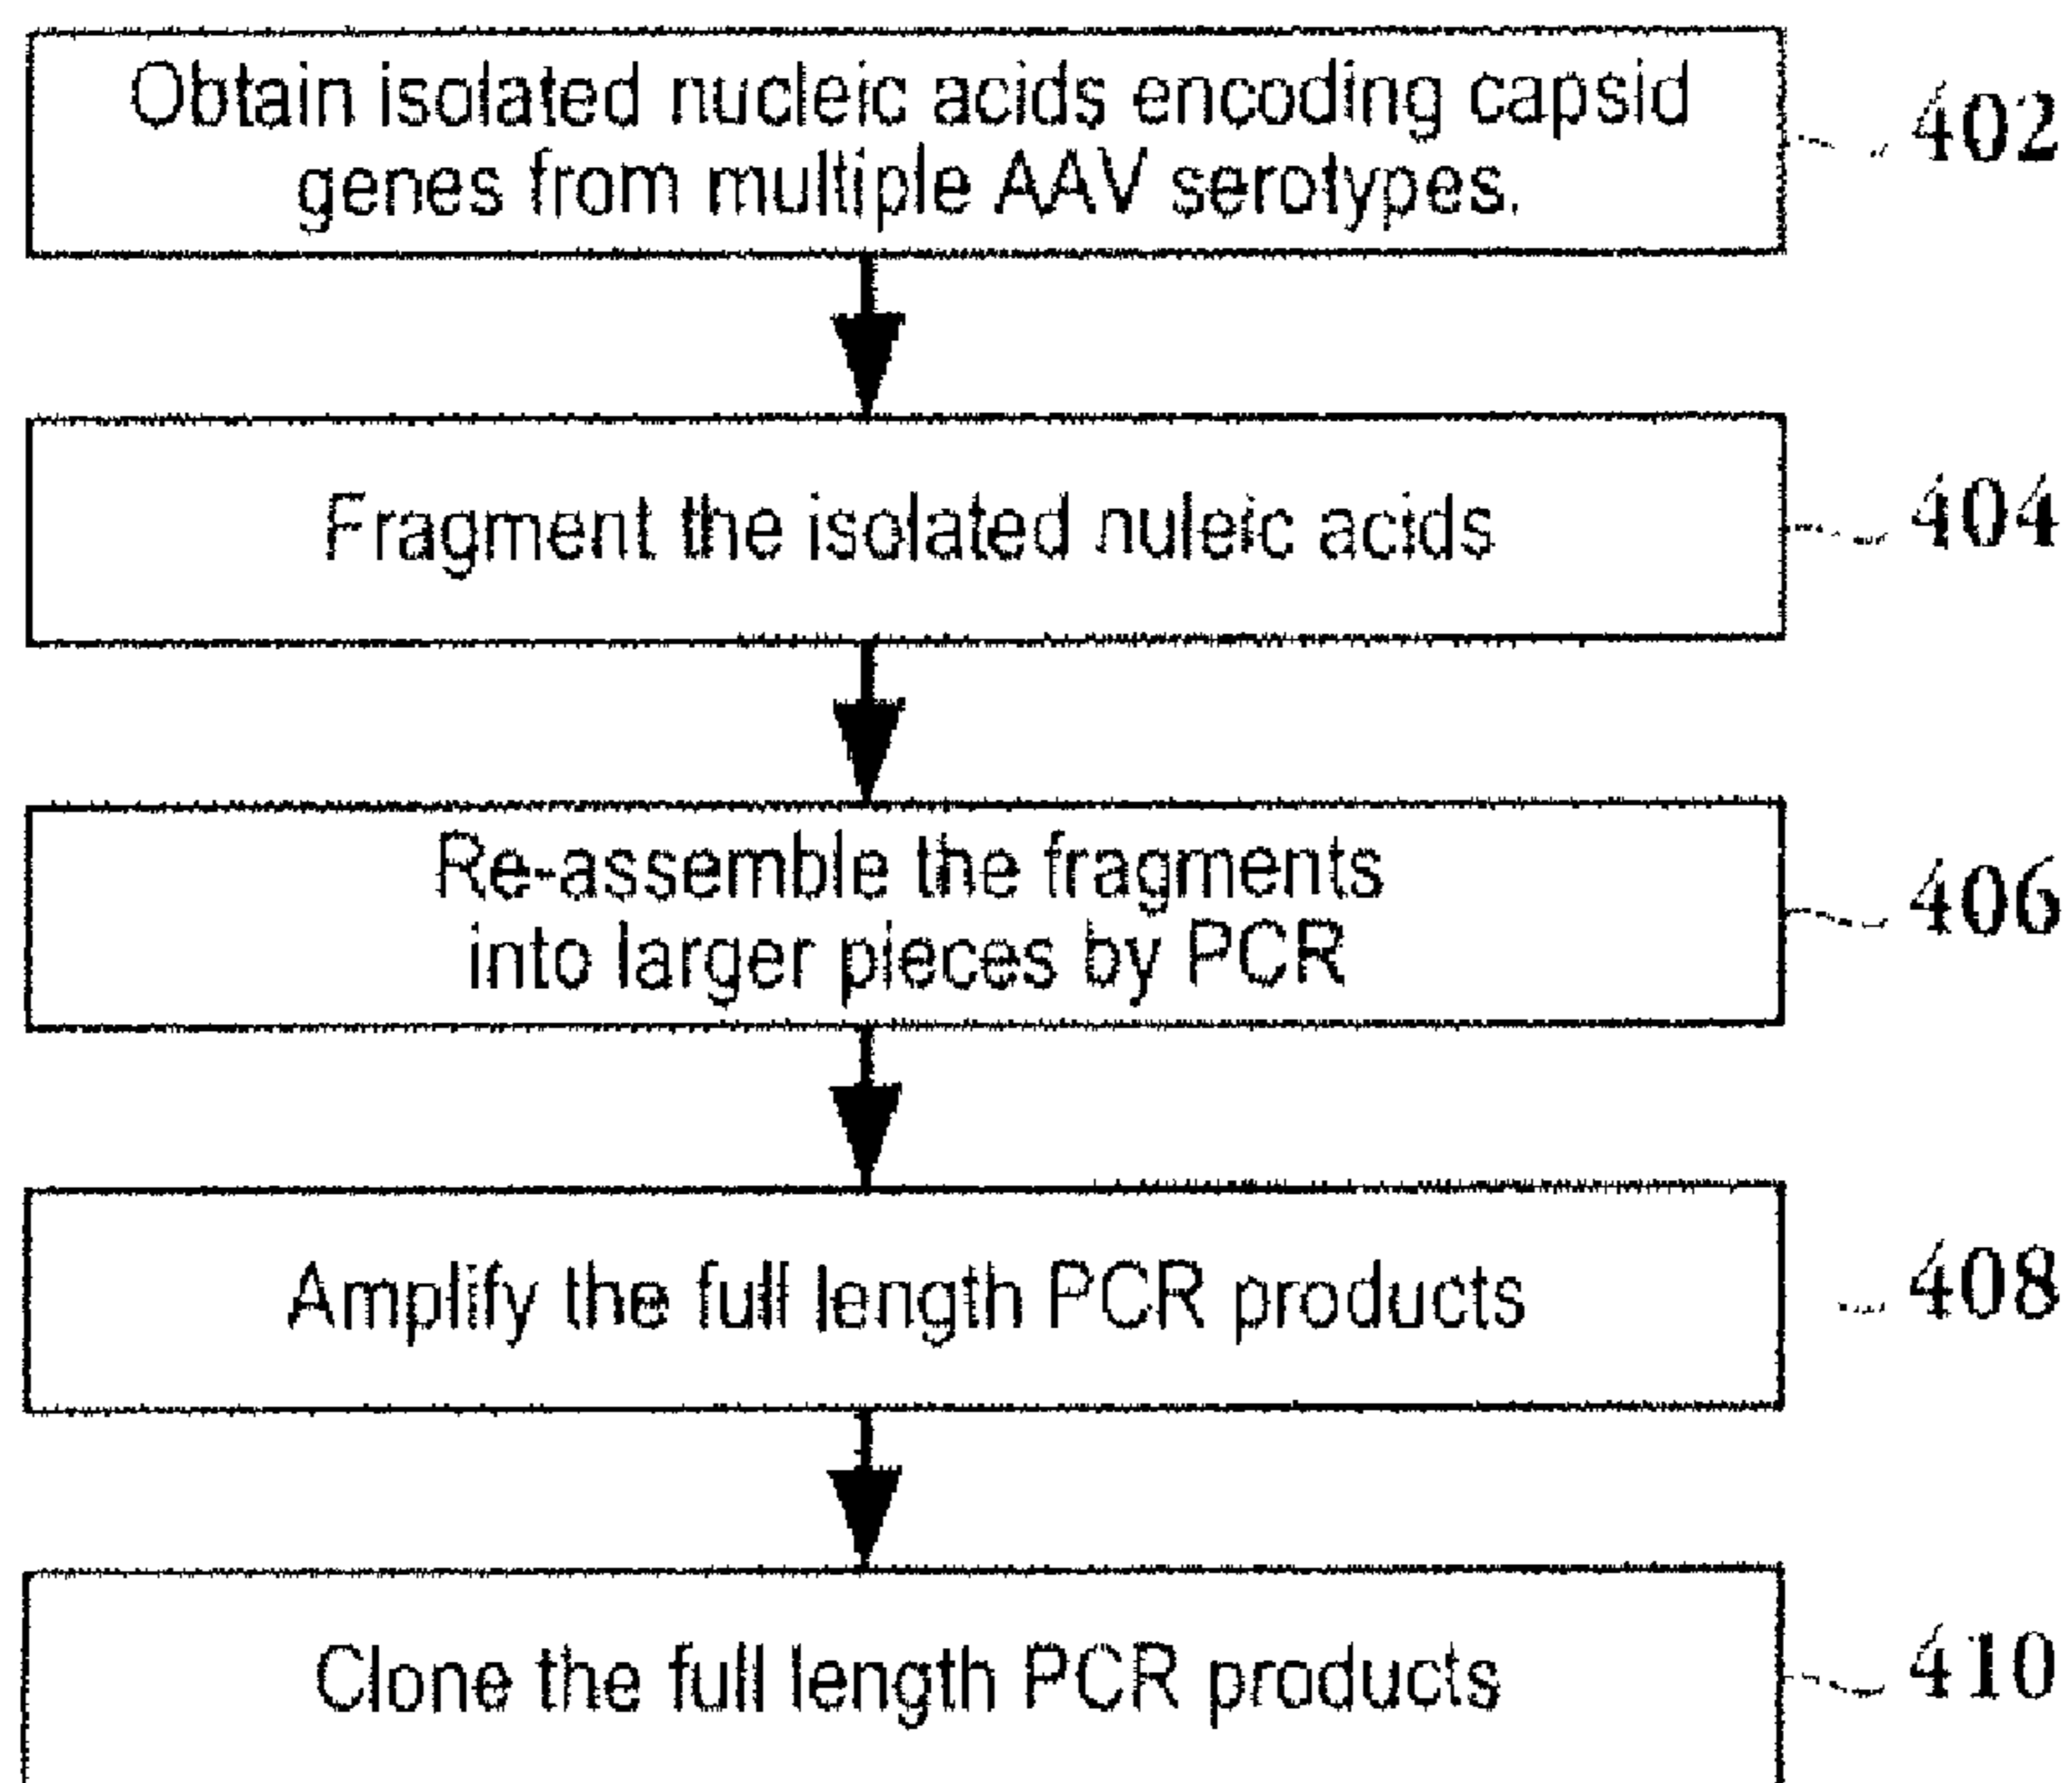 Obtain isolated nucleic acids encoding capsid
genes from multiple AAV serotypes.
402
Fragment the isolated nuleic acids
404
Re-assemble the fragments
into larger pieces by PCR
406
Amplify the full length PCR products
408
Clone the full length PCR products
410